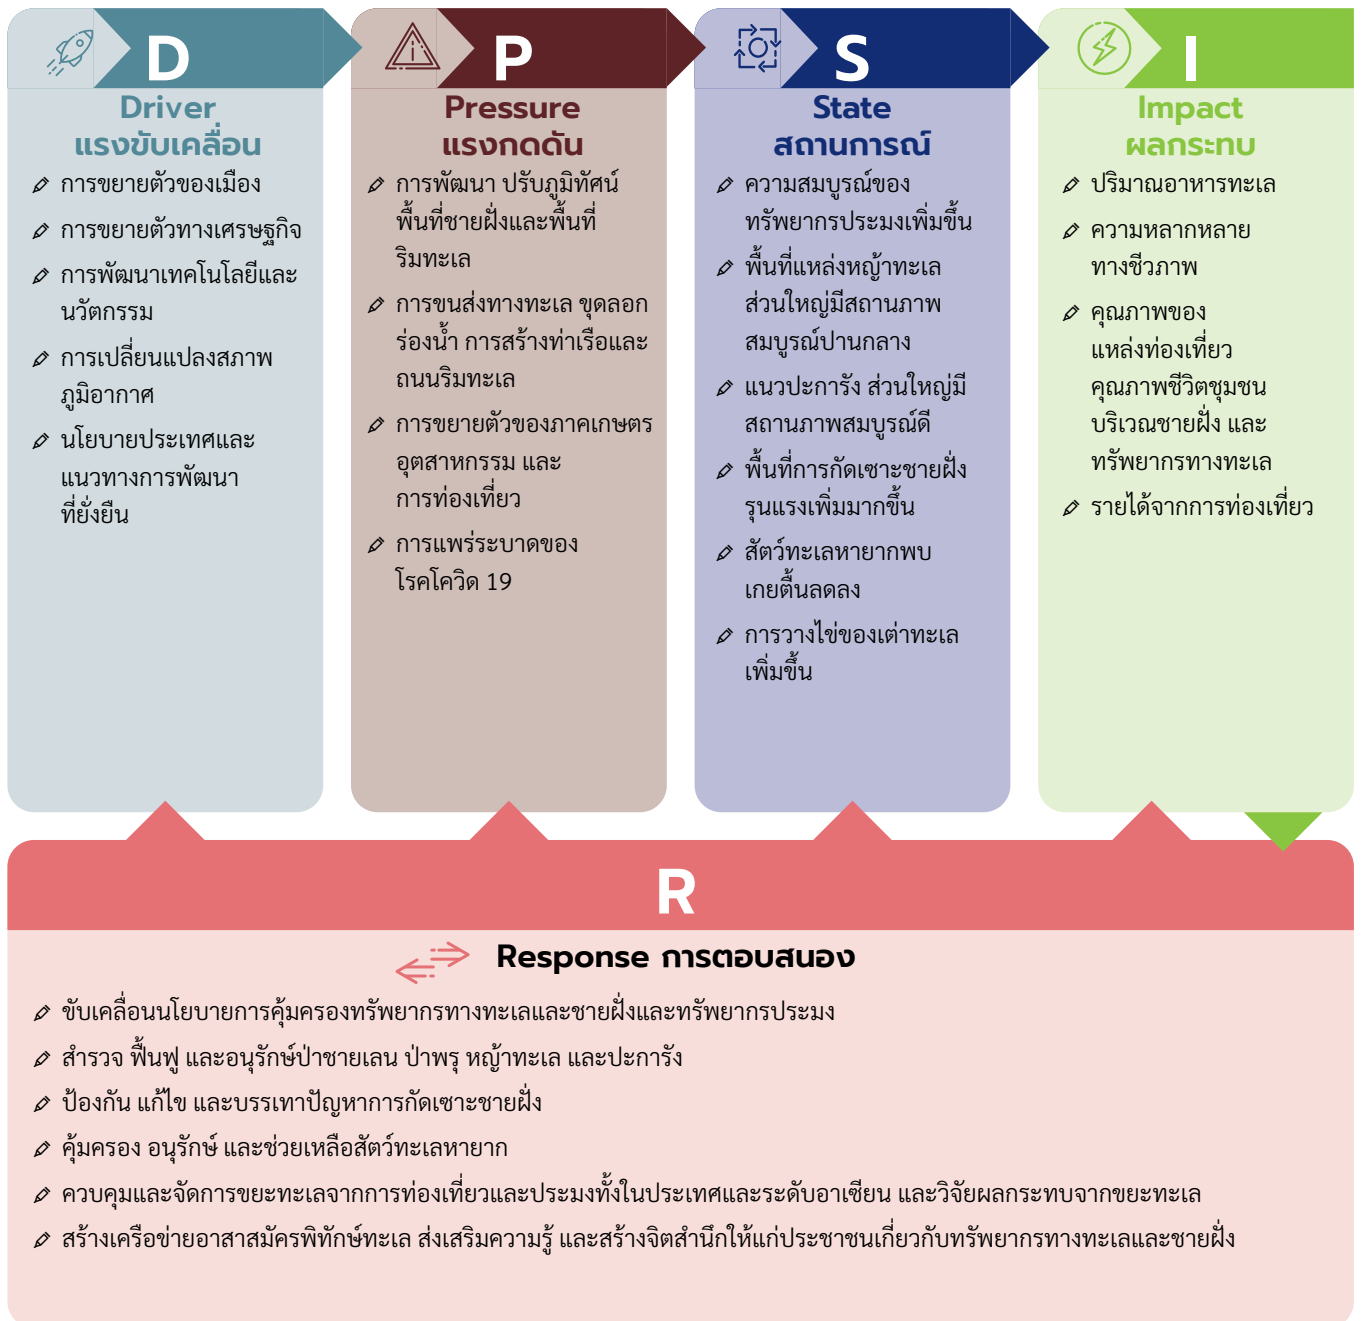 D
Driver
แรงขับเคลื่อน
การขยายตัวของเมือง
การขยายตัวทางเศรษฐกิจ
การพัฒนาเทคโนโลยีและ
นวัตกรรม
การเปลี่ยนแปลงสภาพ
ภูมิอากาศ
นโยบายประเทศและ
แนวทางการพัฒนา
ที่ยั่งยืน
P
Pressure
แรงกดดัน
การพัฒนา ปรับภูมิทัศน์
พื้นที่ชายฝั่งและพื้นที่
ริมทะเล
การขนส่งทางทะเล ขุดลอก
ร่องน้ำ การสร้างท่าเรือและ
ถนนริมทะเล
การขยายตัวของภาคเกษตร
อุตสาหกรรม และ
การท่องเที่ยว
การแพร่ระบาดของ
โรคโควิด 19
S
State
สถานการณ์
ความสมบูรณ์ของ
ทรัพยากรประมงเพิ่มขึ้น
พื้นที่แหล่งหญ้าทะเล
ส่วนใหญ่มีสถานภาพ
สมบูรณ์ปานกลาง
แนวปะการัง ส่วนใหญ่มี
สถานภาพสมบูรณ์ดี
พื้นที่การกัดเซาะชายฝั่ง
รุนแรงเพิ่มมากขึ้น
สัตว์ทะเลหายากพบ
เกยตื้นลดลง
การวางไข่ของเต่าทะเล
เพิ่มขึ้น
I
Impact
ผลกระทบ
ปริมาณอาหารทะเล
ความหลากหลาย
ทางชีวภาพ
คุณภาพของ
แหล่งท่องเที่ยว
คุณภาพชีวิตชุมชน
บริเวณชายฝั่ง และ
ทรัพยากรทางทะเล
รายได้จากการท่องเที่ยว
R
Response การตอบสนอง
ขับเคลื่อนนโยบายการคุ้มครองทรัพยากรทางทะเลและชายฝั่งและทรัพยากรประมง
สำรวจ ฟื้นฟู และอนุรักษ์ป่าชายเลน ป่าพรุ หญ้าทะเล และปะการัง
ป้องกัน แก้ไข และบรรเทาปัญหาการกัดเซาะชายฝั่ง
คุ้มครอง อนุรักษ์ และช่วยเหลือสัตว์ทะเลหายาก
ควบคุมและจัดการขยะทะเลจากการท่องเที่ยวและประมงทั้งในประเทศและระดับอาเซียน และวิจัยผลกระทบจากขยะทะเล
สร้างเครือข่ายอาสาสมัครพิทักษ์ทะเล ส่งเสริมความรู้ และสร้างจิตสำนึกให้แก่ประชาชนเกี่ยวกับทรัพยากรทางทะเลและชายฝั่ง